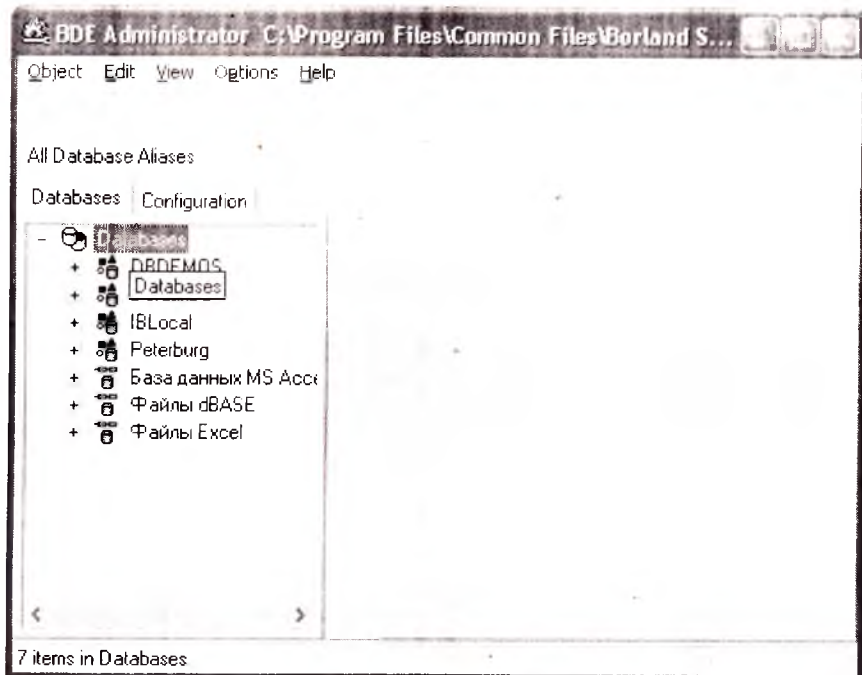 BDE Administrator C:\Program Files\Common Files\Borland S...
Object Edit View Options Help
All Database Aliases
Databases Configuration
Databases
DBDEMOS
Databases
IBLocal
Peterburg
База данных MS Acce
Файлы dBASE
Файлы Excel
7 items in Databases